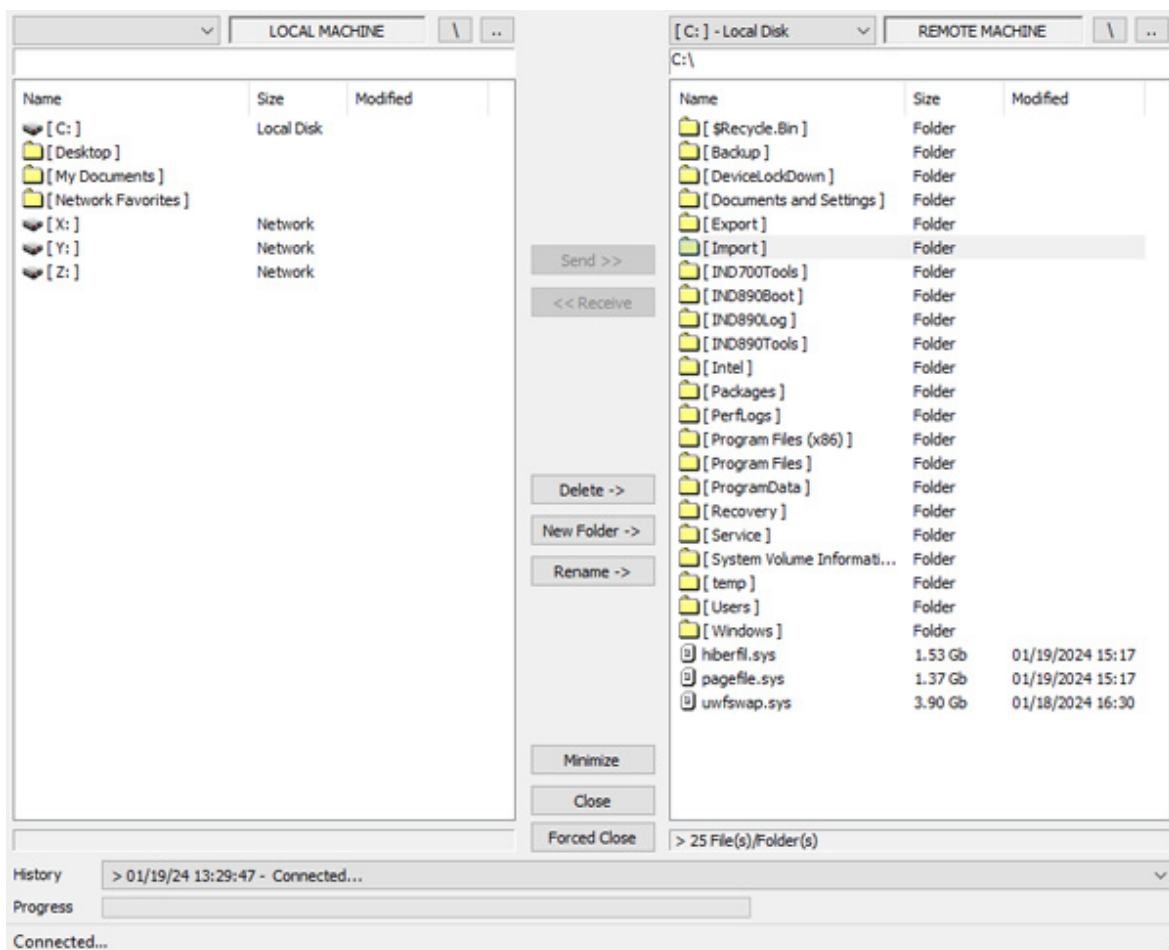 LOCAL MACHINE \ ..
Name Size Modified
[ C: ] Local Disk
[ Desktop ]
[ My Documents ]
[ Network Favorites ]
[ X: ] Network
[ Y: ] Network
[ Z: ] Network
Send >>
<< Receive
Delete ->
New Folder ->
Rename ->
Minimize
Close
Forced Close
[ C: ] - Local Disk REMOTE MACHINE \ ..
C:\
Name Size Modified
[ $Recycle.Bin ] Folder
[ Backup ] Folder
[ DeviceLockDown ] Folder
[ Documents and Settings ] Folder
[ Export ] Folder
[ Import ] Folder
[ IND700Tools ] Folder
[ IND890Boot ] Folder
[ IND890Log ] Folder
[ IND890Tools ] Folder
[ Intel ] Folder
[ Packages ] Folder
[ PerfLogs ] Folder
[ Program Files (x86) ] Folder
[ Program Files ] Folder
[ ProgramData ] Folder
[ Recovery ] Folder
[ Service ] Folder
[ System Volume Informati... Folder
[ temp ] Folder
[ Users ] Folder
[ Windows ] Folder
hiberfil.sys 1.53 Gb 01/19/2024 15:17
pagefile.sys 1.37 Gb 01/19/2024 15:17
uwfswap.sys 3.90 Gb 01/18/2024 16:30
> 25 File(s)/Folder(s)
History > 01/19/24 13:29:47 - Connected...
Progress
Connected...